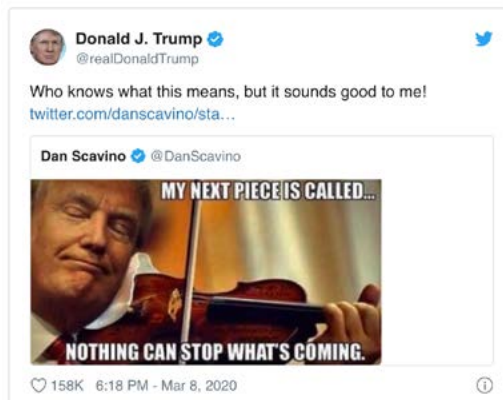 Donald J. Trump
@realDonaldTrump
Who knows what this means, but it sounds good to me!
twitter.com/danscavino/sta…
Dan Scavino @DanScavino
MY NEXT PIECE IS CALLED...
NOTHING CAN STOP WHAT'S COMING.
158K 6:18 PM - Mar 8, 2020